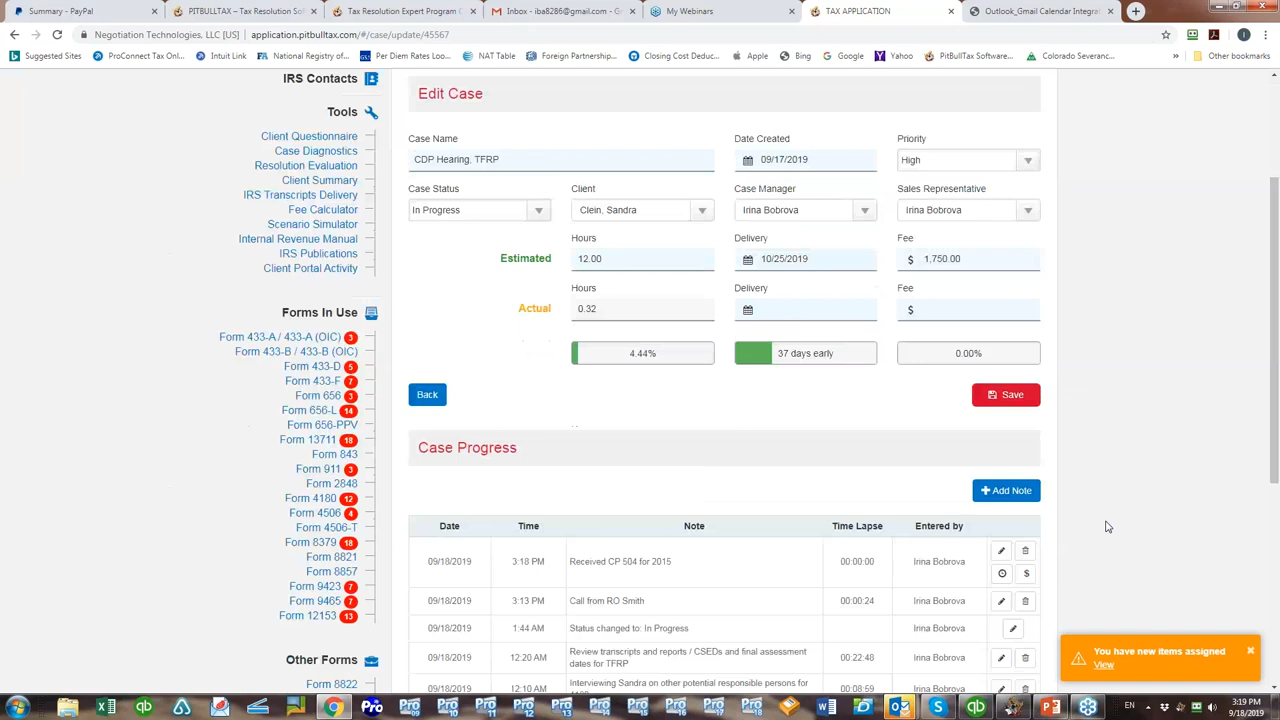 Summary - PayPal
PITBULLTAX – Tax Resolution Sof
Tax Resolution Expert Program C
Inbox - iba8286@gmail.com - G
My Webinars
TAX APPLICATION
Outlook_Gmail Calendar Integrat
Negotiation Technologies, LLC [US] | application.pitbulltax.com/#/case/update/45567
Suggested Sites
ProConnect Tax Onl...
Intuit Link
National Registry of...
Per Diem Rates Loo...
NAT Table
Foreign Partnership...
Closing Cost Deduc...
Apple
Bing
Google
Yahoo
PitBullTax Software...
Colorado Severanc...
»
Other bookmarks
IRS Contacts
Tools
Client Questionnaire
Case Diagnostics
Resolution Evaluation
Client Summary
IRS Transcripts Delivery
Fee Calculator
Scenario Simulator
Internal Revenue Manual
IRS Publications
Client Portal Activity
Forms In Use
Form 433-A / 433-A (OIC) 3
Form 433-B / 433-B (OIC)
Form 433-D 5
Form 433-F 7
Form 656 3
Form 656-L 14
Form 656-PPV
Form 13711 18
Form 843
Form 911 3
Form 2848
Form 4180 12
Form 4506 4
Form 4506-T
Form 8379 18
Form 8821
Form 8857
Form 9423 7
Form 9465 7
Form 12153 13
Other Forms
Form 8822
Edit Case
Case Name Date Created Priority
CDP Hearing, TFRP 09/17/2019 High
Case Status Client Case Manager Sales Representative
In Progress Clein, Sandra Irina Bobrova Irina Bobrova
Hours Delivery Fee
Estimated 12.00 10/25/2019 $ 1,750.00
Hours Delivery Fee
Actual 0.32 $
4.44% 37 days early 0.00%
Back Save
Case Progress
Add Note
Date Time Note Time Lapse Entered by
09/18/2019 3:18 PM Received CP 504 for 2015 00:00:00 Irina Bobrova
$
09/18/2019 3:13 PM Call from RO Smith 00:00:24 Irina Bobrova
09/18/2019 1:44 AM Status changed to: In Progress Irina Bobrova
09/18/2019 12:20 AM Review transcripts and reports / CSEDs and final assessment dates for TFRP 00:22:48 Irina Bobrova
09/18/2019 12:10 AM Interviewing Sandra on other potential responsible persons for 00:08:59 Irina Bobrova
You have new items assigned
View
EN
3:19 PM
9/18/2019